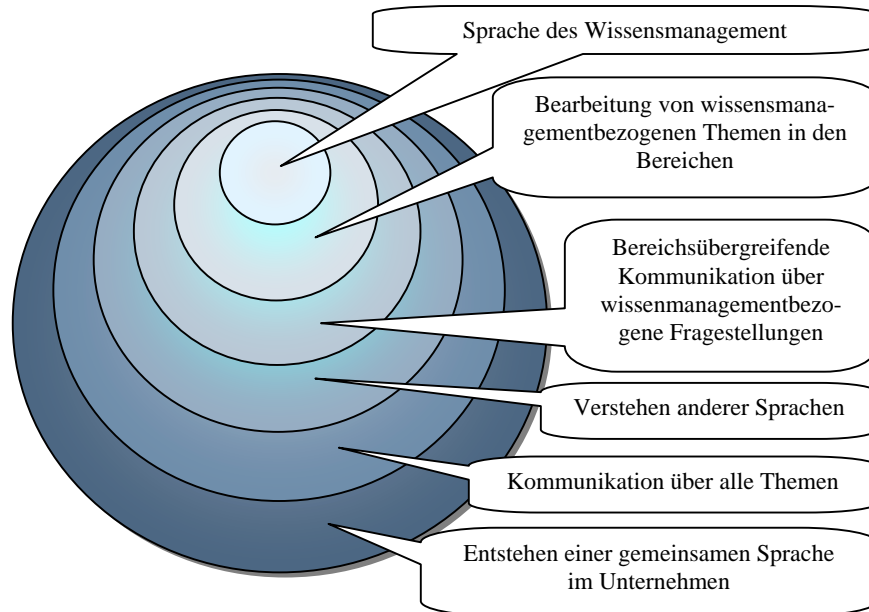 Sprache des Wissensmanagement
Bearbeitung von wissensmana-
gementbezogenen Themen in den
Bereichen
Bereichsübergreifende
Kommunikation über
wissenmanagementbezo-
gene Fragestellungen
Verstehen anderer Sprachen
Kommunikation über alle Themen
Entstehen einer gemeinsamen Sprache
im Unternehmen